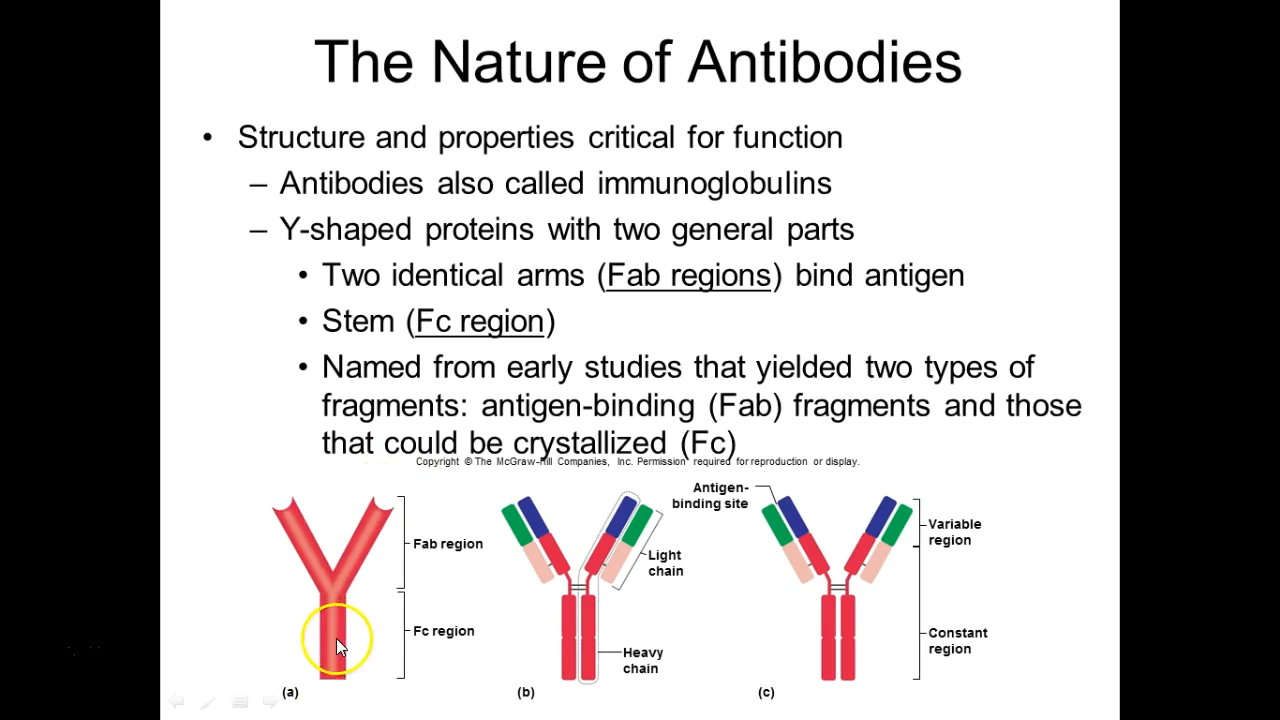 The Nature of Antibodies
• Structure and properties critical for function
– Antibodies also called immunoglobulins
– Y-shaped proteins with two general parts
• Two identical arms (Fab regions) bind antigen
• Stem (Fc region)
• Named from early studies that yielded two types of
fragments: antigen-binding (Fab) fragments and those
that could be crystallized (Fc)
Copyright © The McGraw-Hill Companies, Inc. Permission required for reproduction or display.
Fab region
Fc region
(a)
Light
chain
Heavy
chain
(b)
Antigen-
binding site
Variable
region
Constant
region
(c)